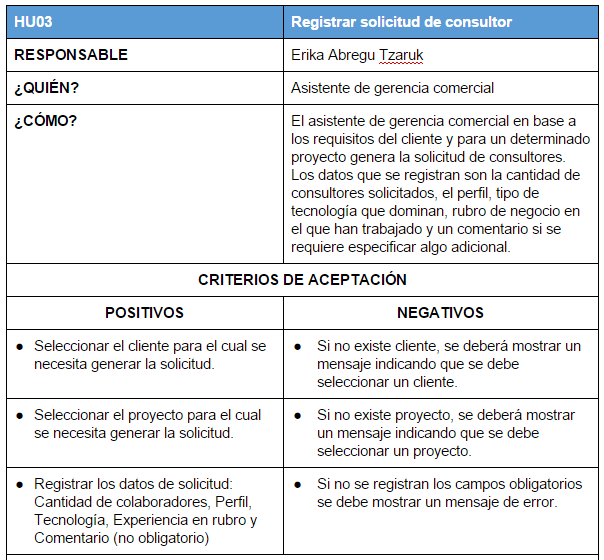 HU03
Registrar solicitud de consultor
RESPONSABLE
Erika Abregu Tzaruk
¿QUIÉN?
Asistente de gerencia comercial
¿CÓMO?
El asistente de gerencia comercial en base a
los requisitos del cliente y para un determinado
proyecto genera la solicitud de consultores.
Los datos que se registran son la cantidad de
consultores solicitados, el perfil, tipo de
tecnología que dominan, rubro de negocio en
el que han trabajado y un comentario si se
requiere especificar algo adicional.
CRITERIOS DE ACEPTACIÓN
POSITIVOS
NEGATIVOS
● Seleccionar el cliente para el cual se
necesita generar la solicitud.
● Si no existe cliente, se deberá mostrar un
mensaje indicando que se debe
seleccionar un cliente.
● Seleccionar el proyecto para el cual
se necesita generar la solicitud.
● Si no existe proyecto, se deberá mostrar
un mensaje indicando que se debe
seleccionar un proyecto.
● Registrar los datos de solicitud:
Cantidad de colaboradores, Perfil,
Tecnología, Experiencia en rubro y
Comentario (no obligatorio)
● Si no se registran los campos obligatorios
se debe mostrar un mensaje de error.